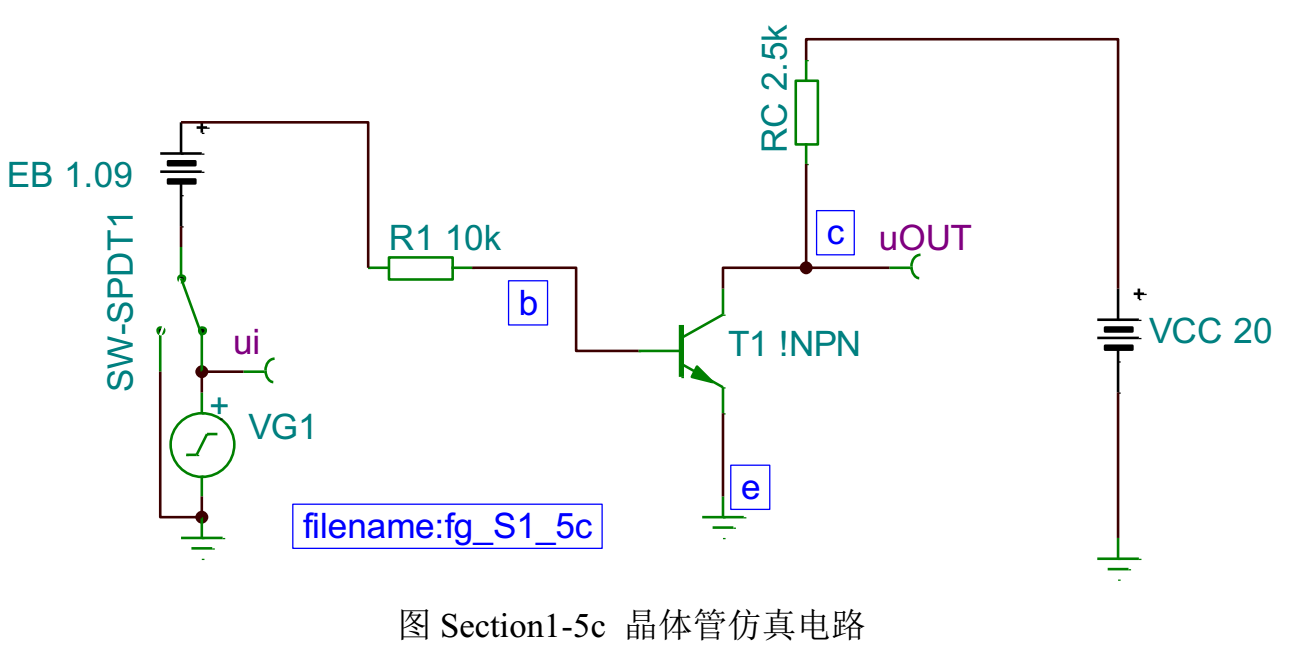 RC 2.5k
EB 1.09
SW-SPDT1
R1 10k
c
uOUT
b
+
ui
T1 !NPN
+
VCC 20
+
VG1
e
filename:fg_S1_5c
图 Section1-5c 晶体管仿真电路